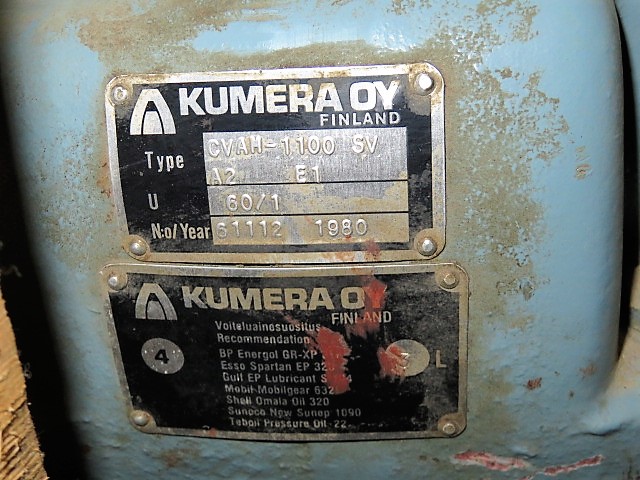 KUMERA OY
FINLAND
Type CVAH-1100 SV
A2 E1
U 60/1
N:o/Year 61112 1980
KUMERA OY
FINLAND
Voiteluainesuositus
Recommendation
4
BP Energol GR-XP
L
Esso Spartan EP 320
Gulf EP Lubricant
Mobil Mobilgear 632
Shell Omala Oil 320
Sunoco New Sunep 1090
Teboil Pressure Oil 22